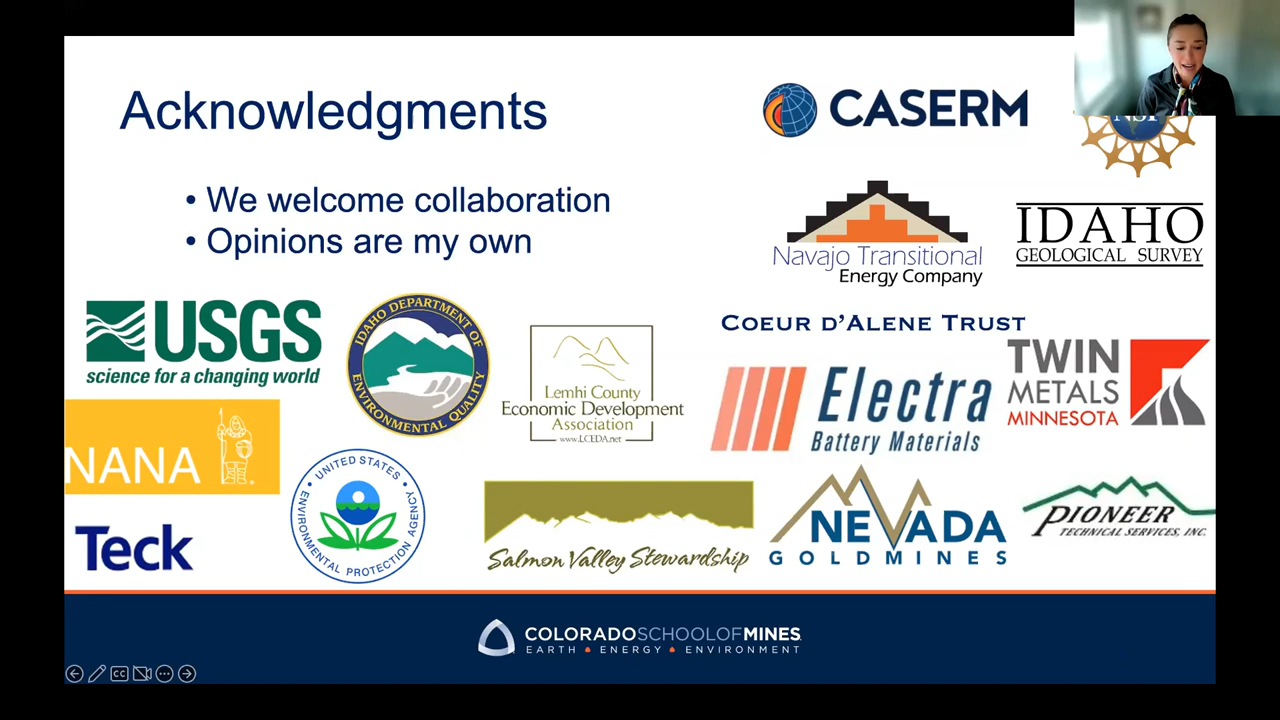 Acknowledgments
CASERM
• We welcome collaboration
• Opinions are my own
Navajo Transitional
Energy Company
IDAHO
GEOLOGICAL SURVEY
USGS
science for a changing world
IDAHO DEPARTMENT OF
ENVIRONMENTAL QUALITY
Lemhi County
Economic Development
Association
www.LCEDA.net
COEUR D'ALENE TRUST
Electra
Battery Materials
TWIN
METALS
MINNESOTA
NANA
Teck
UNITED STATES
ENVIRONMENTAL PROTECTION AGENCY
Salmon Valley Stewardship
NEVADA
GOLDMINES
PIONEER
TECHNICAL SERVICES, INC.
COLORADOSCHOOLOFMINES
EARTH • ENERGY • ENVIRONMENT
CC